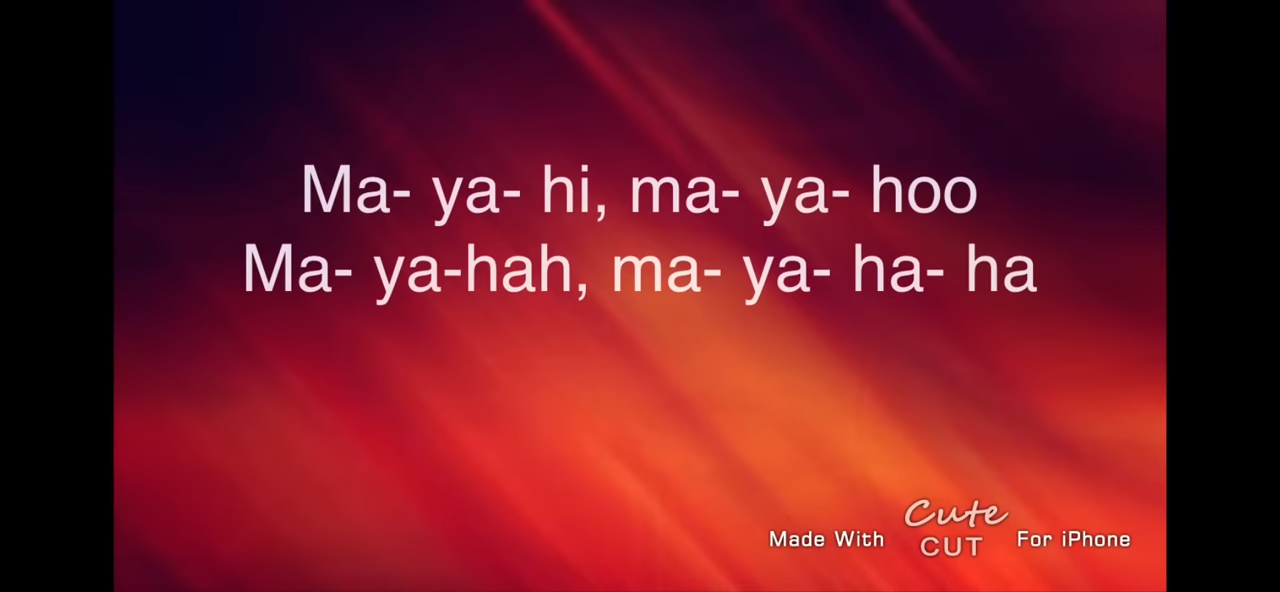 Ma- ya- hi, ma- ya- hoo
Ma- ya-hah, ma- ya- ha- ha
Made With Cute CUT For iPhone